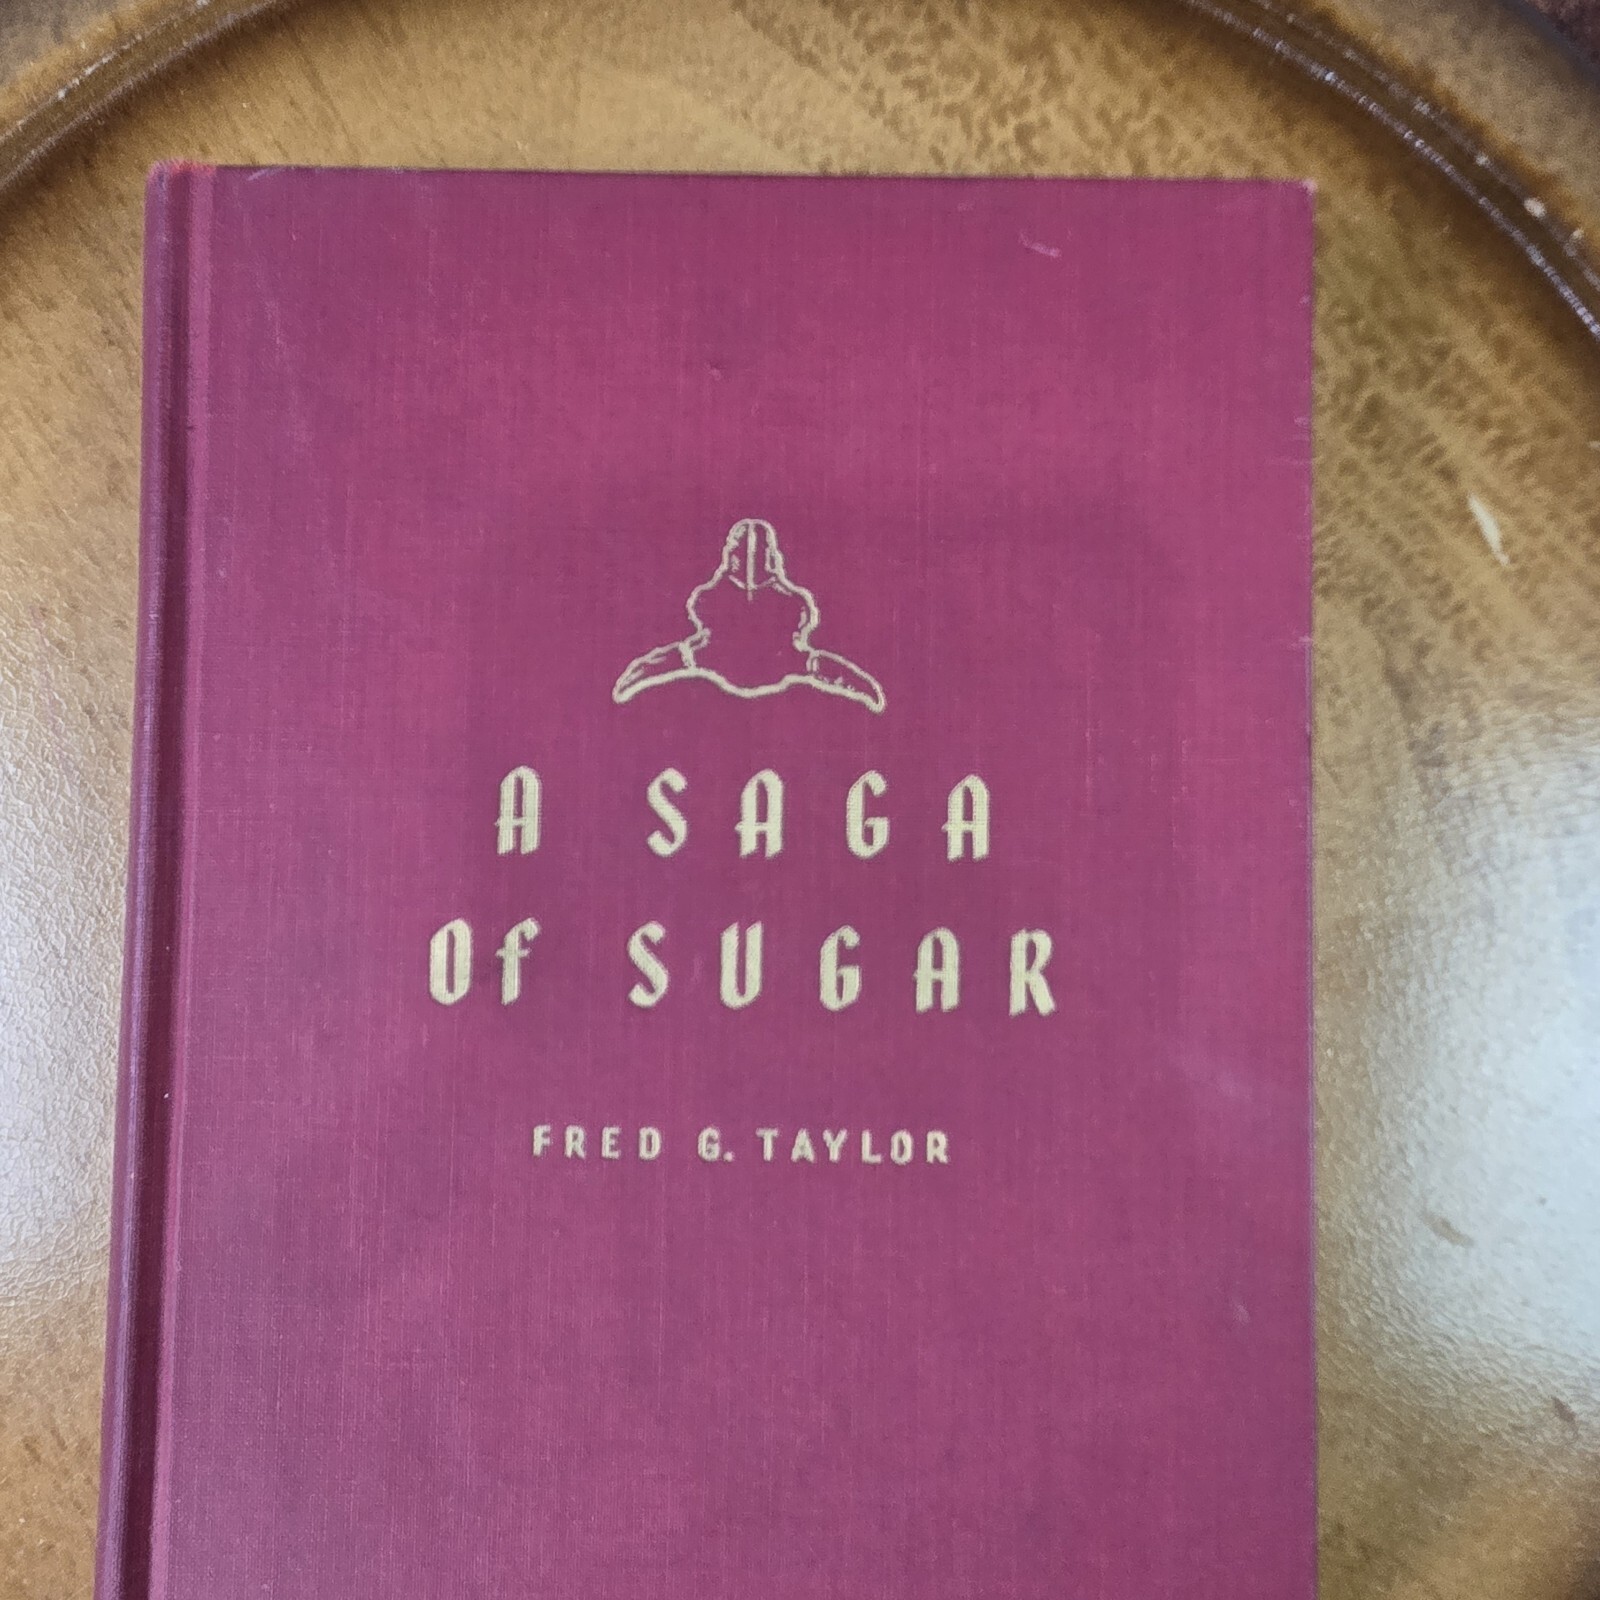 A SAGA
Of SUGAR
FRED G. TAYLOR